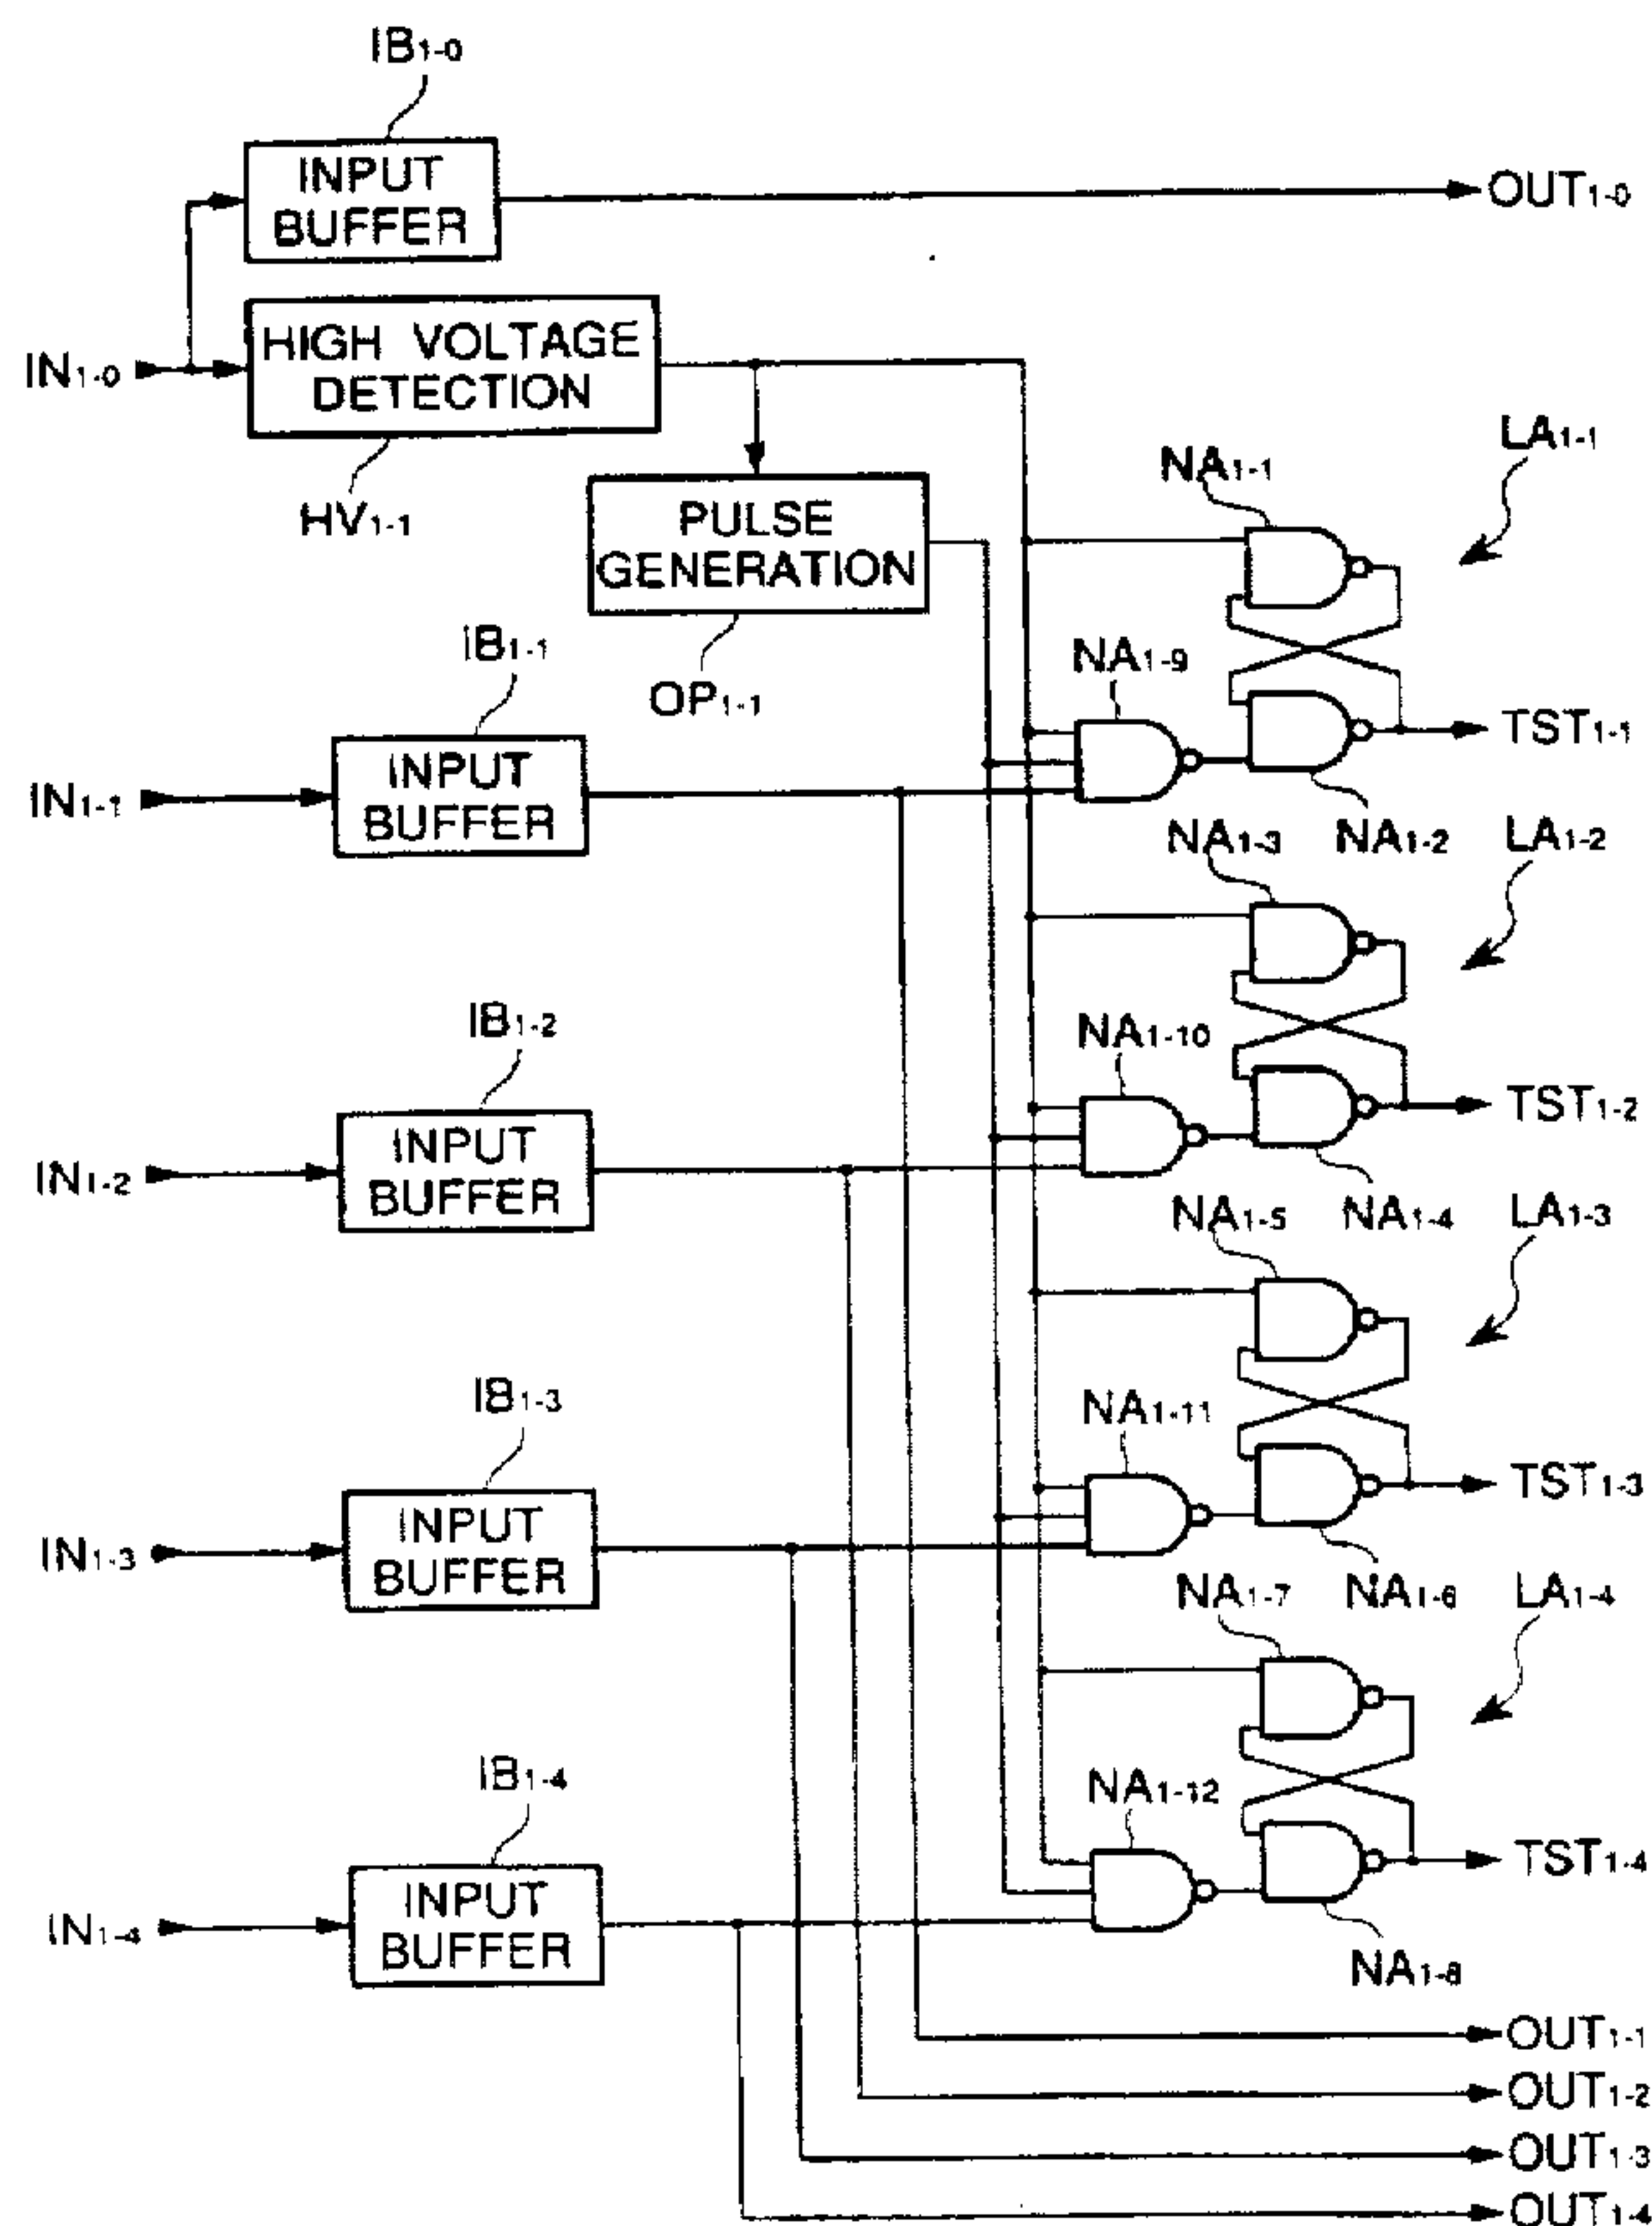 IB1-0
INPUT
BUFFER
OUT1-0
HIGH VOLTAGE
DETECTION
IN1-0
HV1-1
LA1-1
NA1-1
PULSE
GENERATION
OP1-1
IB1-1
NA1-9
INPUT
BUFFER
TST1-1
IN1-1
NA1-3
NA1-2
LA1-2
IB1-2
NA1-10
INPUT
BUFFER
TST1-2
IN1-2
NA1-5
NA1-4
LA1-3
IB1-3
NA1-11
INPUT
BUFFER
TST1-3
IN1-3
NA1-7
NA1-6
LA1-4
IB1-4
NA1-12
INPUT
BUFFER
TST1-4
IN1-4
NA1-8
OUT1-1
OUT1-2
OUT1-3
OUT1-4